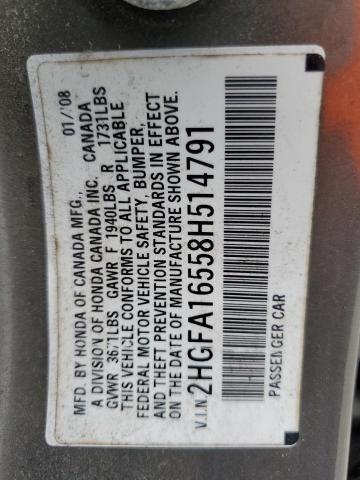 MFD. BY HONDA OF CANADA MFG., 01/'08
A DIVISION OF HONDA CANADA INC. CANADA
GVWR LBS GAWR F 1940LBS R 1731LBS
THIS VEHICLE CONFORMS TO ALL APPLICABLE
FEDERAL MOTOR VEHICLE SAFETY, BUMPER,
AND THEFT PREVENTION STANDARDS IN EFFECT
ON THE DATE OF MANUFACTURE SHOWN ABOVE.
V.I.N. 2HGFA16558H514791
PASSENGER CAR